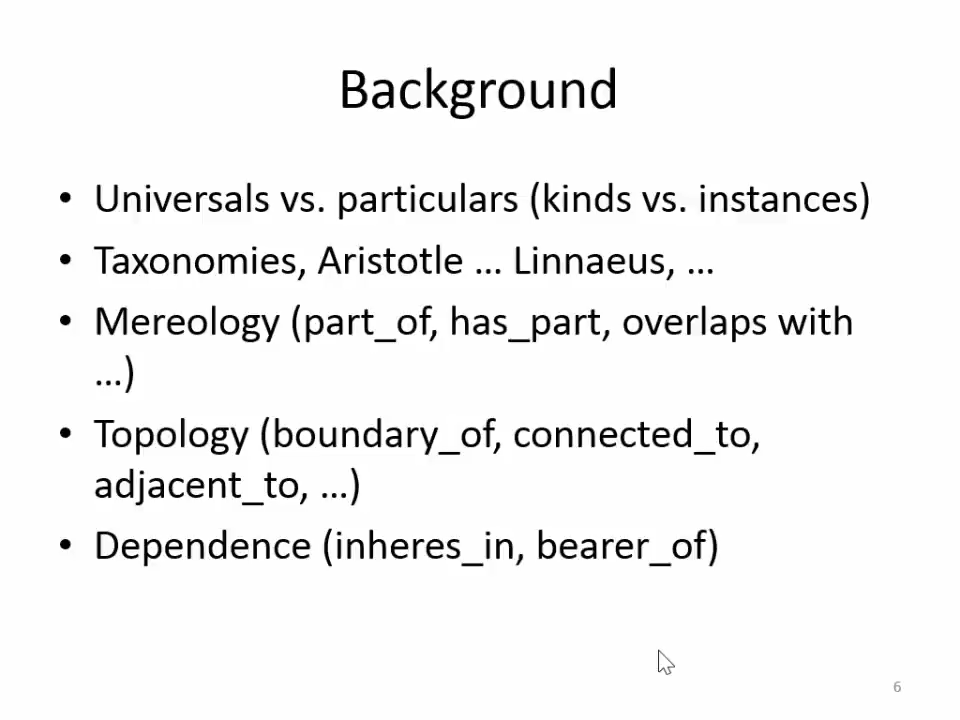 Background
• Universals vs. particulars (kinds vs. instances)
• Taxonomies, Aristotle … Linnaeus, …
• Mereology (part_of, has_part, overlaps with
…)
• Topology (boundary_of, connected_to,
adjacent_to, …)
• Dependence (inheres_in, bearer_of)
6